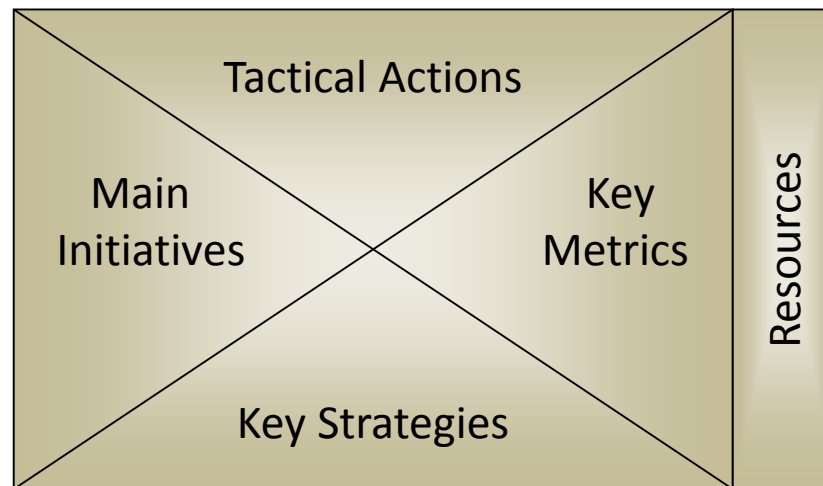 Tactical Actions
Main
Initiatives
Key
Metrics
Resources
Key Strategies